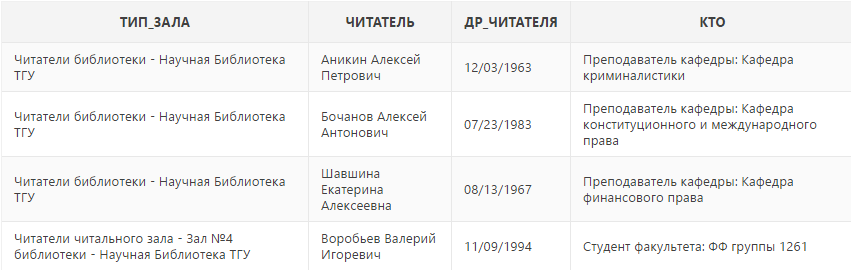 ТИП_ЗАЛА ЧИТАТЕЛЬ ДР_ЧИТАТЕЛЯ КТО
Читатели библиотеки - Научная Библиотека
ТГУ
Аникин Алексей
Петрович
12/03/1963
Преподаватель кафедры: Кафедра
криминалистики
Читатели библиотеки - Научная Библиотека
ТГУ
Бочанов Алексей
Антонович
07/23/1983
Преподаватель кафедры: Кафедра
конституционного и международного
права
Читатели библиотеки - Научная Библиотека
ТГУ
Шавшина
Екатерина
Алексеевна
08/13/1967
Преподаватель кафедры: Кафедра
финансового права
Читатели читального зала - Зал №4
библиотеки - Научная Библиотека ТГУ
Воробьев Валерий
Игоревич
11/09/1994
Студент факультета: ФФ группы 1261